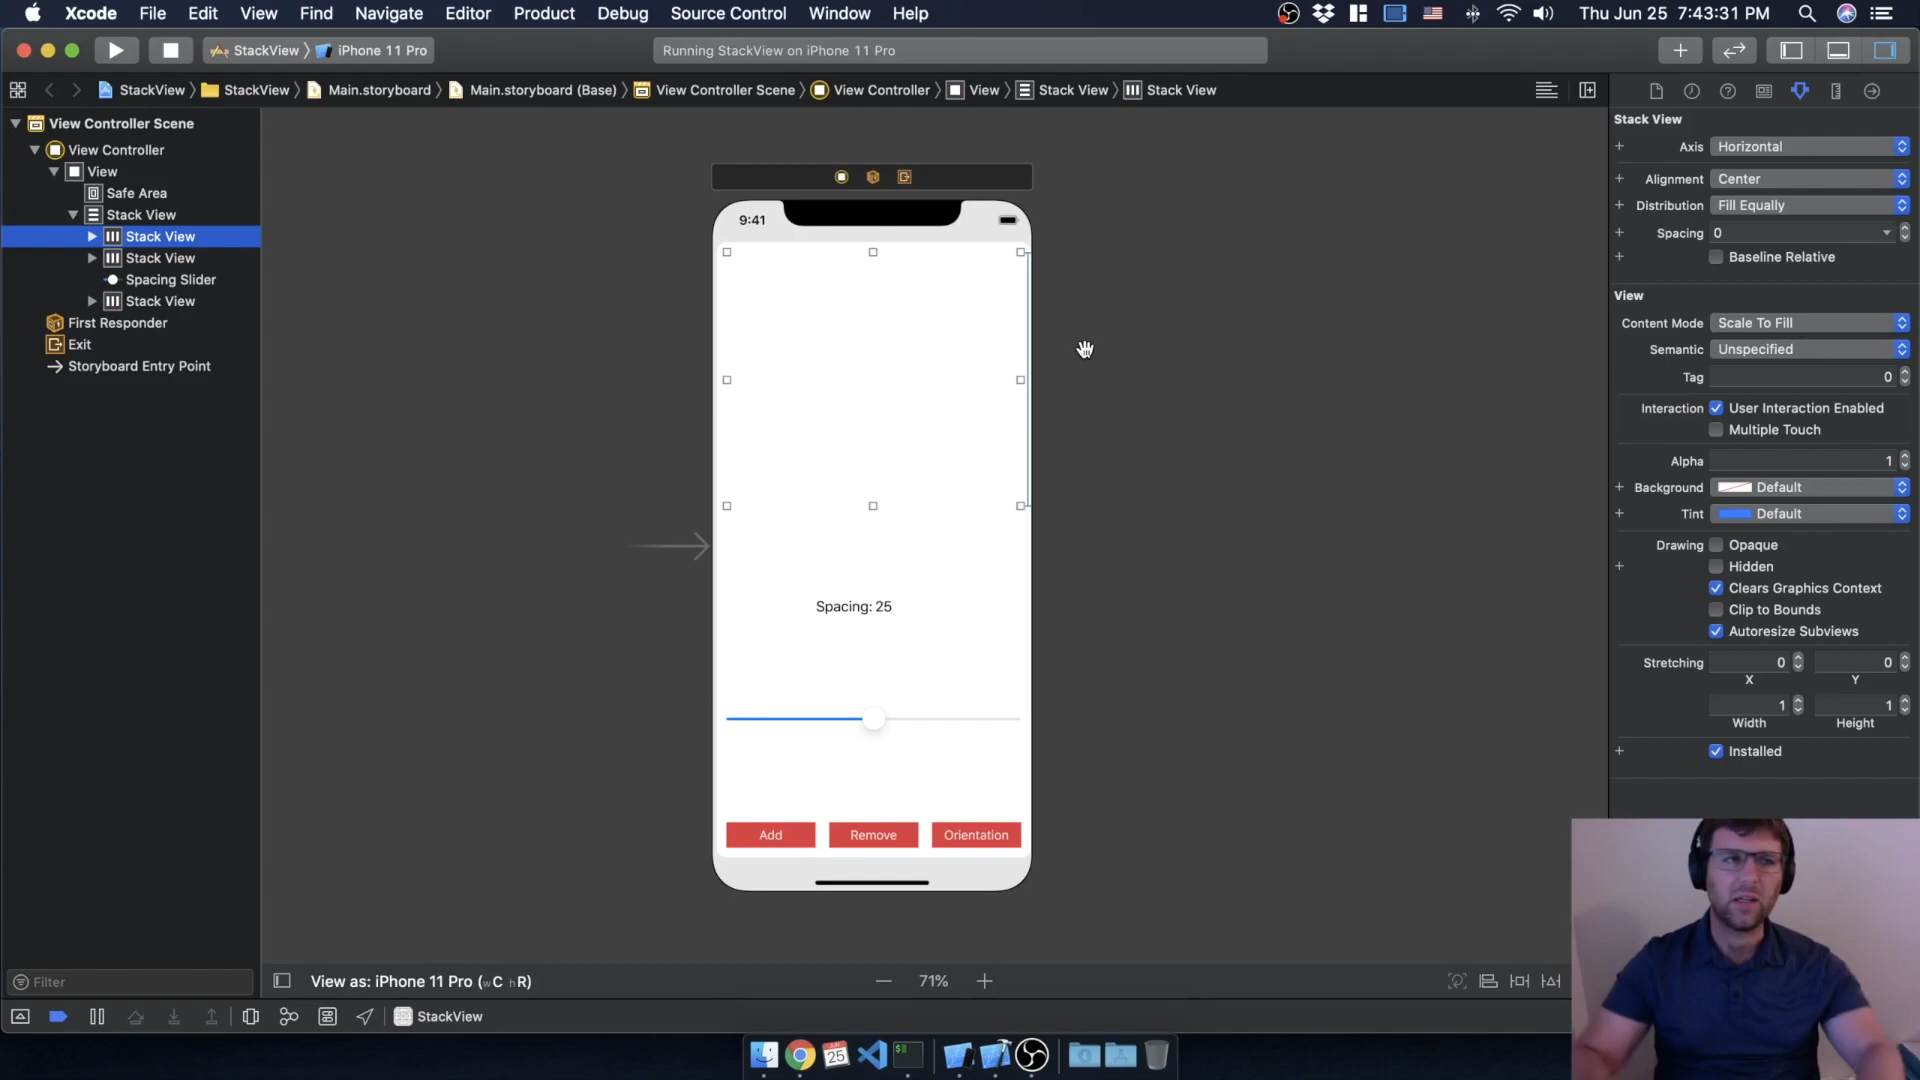 Xcode File Edit View Find Navigate Editor Product Debug Source Control Window Help
Thu Jun 25 7:43:31 PM
StackView iPhone 11 Pro
Running StackView on iPhone 11 Pro
StackView StackView Main.storyboard Main.storyboard (Base) View Controller Scene View Controller View Stack View Stack View
View Controller Scene
View Controller
View
Safe Area
Stack View
Stack View
Stack View
Spacing Slider
Stack View
First Responder
Exit
Storyboard Entry Point
Filter
9:41
Spacing: 25
Add
Remove
Orientation
View as: iPhone 11 Pro (wC hR)
71%
StackView
JUN
25
Stack View
Axis Horizontal
Alignment Center
Distribution Fill Equally
Spacing 0
Baseline Relative
View
Content Mode Scale To Fill
Semantic Unspecified
Tag 0
Interaction User Interaction Enabled
Multiple Touch
Alpha 1
Background Default
Tint Default
Drawing Opaque
Hidden
Clears Graphics Context
Clip to Bounds
Autoresize Subviews
Stretching 0 0
X Y
1 1
Width Height
Installed